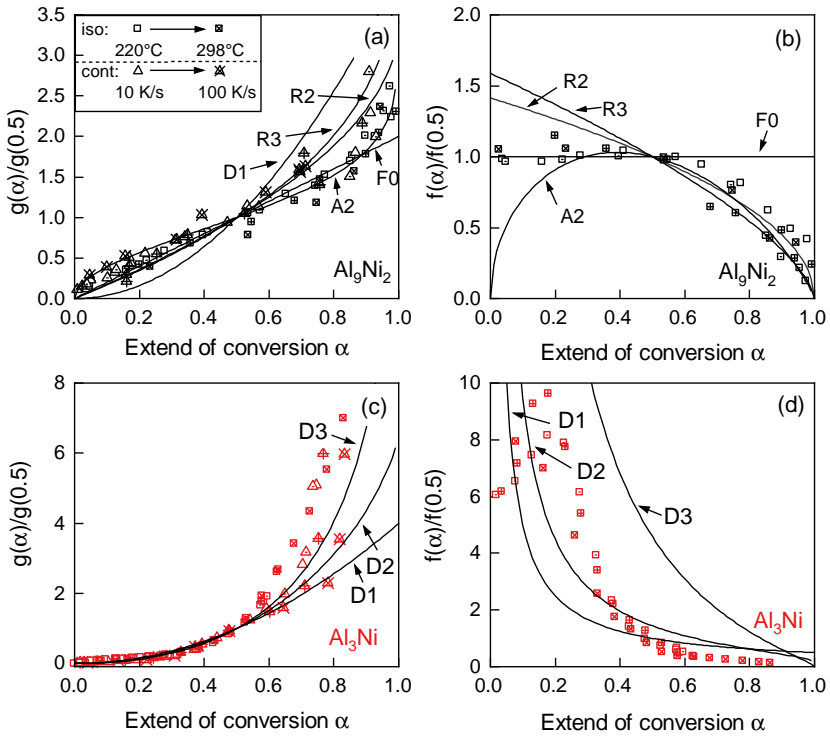 iso:
220°C
298°C
cont:
10 K/s
100 K/s
(a)
R2
R3
D1
F0
A2
Al₉Ni₂
3.0
2.5
2.0
1.5
1.0
0.5
0.0
g(α)/g(0.5)
0.0 0.2 0.4 0.6 0.8 1.0
Extend of conversion α
(b)
R2
R3
F0
A2
Al₉Ni₂
2.0
1.5
1.0
0.5
0.0
f(α)/f(0.5)
0.0 0.2 0.4 0.6 0.8 1.0
Extend of conversion α
(c)
D3
D2
D1
Al₃Ni
8
6
4
2
0
g(α)/g(0.5)
0.0 0.2 0.4 0.6 0.8 1.0
Extend of conversion α
(d)
D1
D2
D3
Al₃Ni
10
8
6
4
2
0
f(α)/f(0.5)
0.0 0.2 0.4 0.6 0.8 1.0
Extend of conversion α